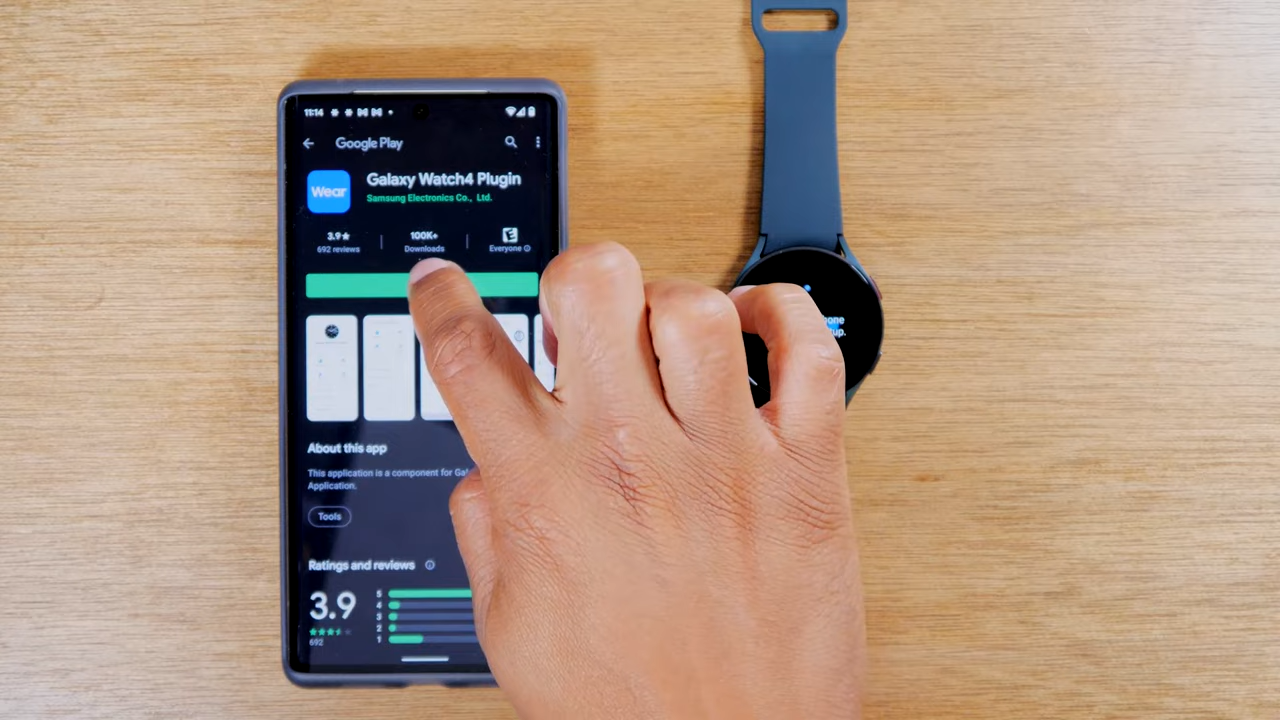 11:14
Google Play
Wear
Galaxy Watch4 Plugin
Samsung Electronics Co., Ltd.
3.9★
100K+
E
692 reviews
Downloads
Everyone
About this app
This application is a component for
Application.
Tools
Ratings and reviews
3.9
692
5
4
3
2
1